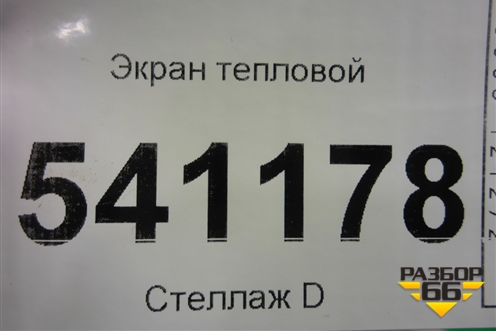 Экран тепловой
541178
Стеллаж D
РАЗБОР
66